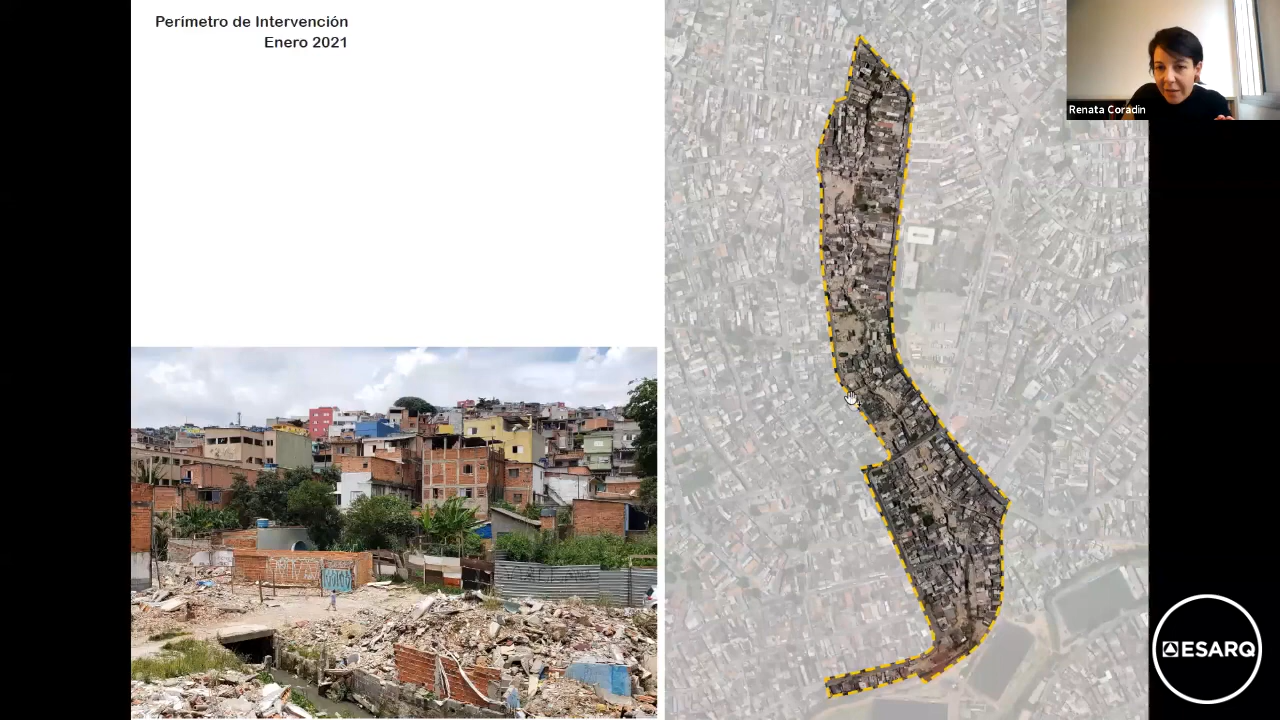 Perímetro de Intervención
Enero 2021
Renata Coradin
ESARQ